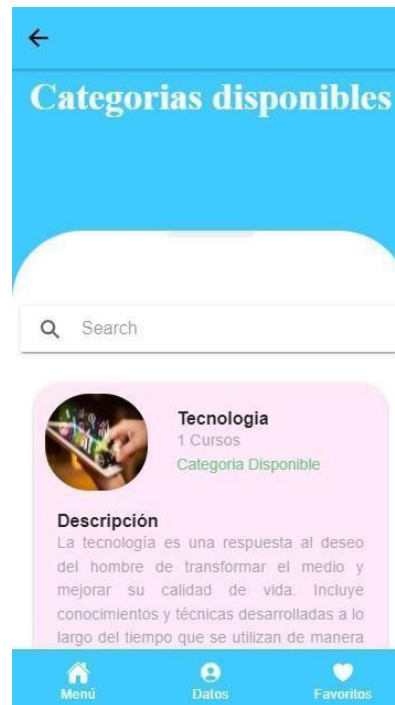 Categorias disponibles
Search
Tecnologia
1 Cursos
Categoria Disponible
Descripción
La tecnología es una respuesta al deseo
del hombre de transformar el medio y
mejorar su calidad de vida. Incluye
conocimientos y técnicas desarrolladas a lo
largo del tiempo que se utilizan de manera
Menú
Datos
Favoritos